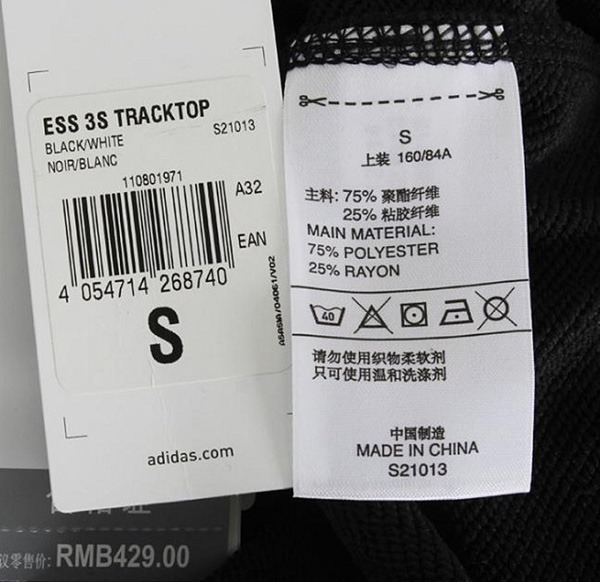 ESS 3S TRACKTOP
BLACK/WHITE S21013
NOIR/BLANC
110801971
A32
EAN
4 054714 268740
S
adidas.com
零售价: RMB429.00
S
上装 160/84A
主料: 75% 聚酯纤维
25% 粘胶纤维
MAIN MATERIAL:
75% POLYESTER
25% RAYON
40
请勿使用织物柔软剂
只可使用温和洗涤剂
中国制造
MADE IN CHINA
S21013